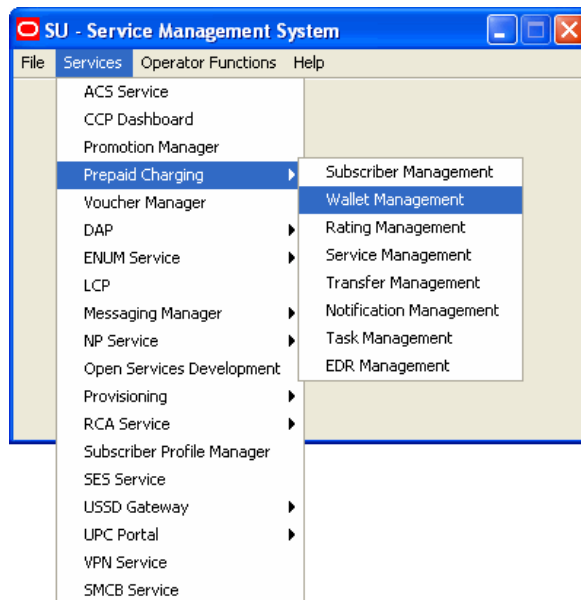 SU - Service Management System
File Services Operator Functions Help
ACS Service
CCP Dashboard
Promotion Manager
Prepaid Charging
Voucher Manager
DAP
ENUM Service
LCP
Messaging Manager
NP Service
Open Services Development
Provisioning
RCA Service
Subscriber Profile Manager
SES Service
USSD Gateway
UPC Portal
VPN Service
SMCB Service
Subscriber Management
Wallet Management
Rating Management
Service Management
Transfer Management
Notification Management
Task Management
EDR Management